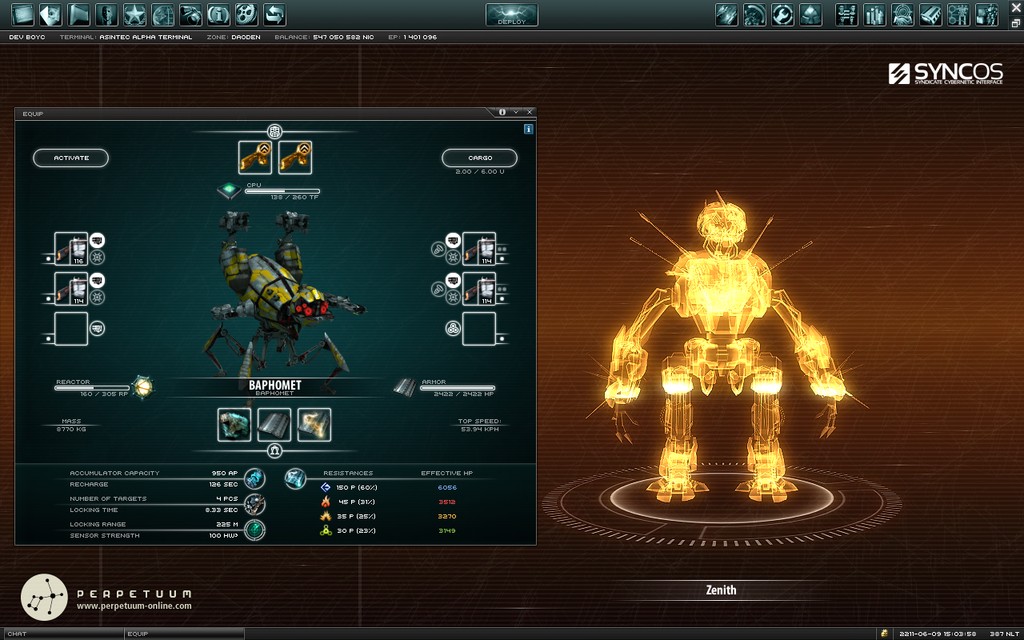 DEPLOY
DEV BOYC TERMINAL: ASINTEC ALPHA TERMINAL ZONE: DAODEN BALANCE: 547 050 582 NIC EP: 1 401 096
SYNCOS
SYNDICATE CYBERNETIC INTERFACE
EQUIP
ACTIVATE
CARGO
2.00 / 6.00 U
CPU
138 / 260 TF
116
114
114
114
REACTOR
160 / 305 RP
BAPHOMET
BAPHOMET
ARMOR
2422 / 2422 HP
MASS
8770 KG
TOP SPEED:
53.94 KPH
ACCUMULATOR CAPACITY 950 AP
RECHARGE 126 SEC
NUMBER OF TARGETS 4 PCS
LOCKING TIME 8.33 SEC
LOCKING RANGE 225 M
SENSOR STRENGTH 100 HWP
RESISTANCES EFFECTIVE HP
150 P (60%) 6056
45 P (31%) 3512
35 P (25%) 3270
30 P (23%) 3149
Zenith
PERPETUUM
www.perpetuum-online.com
CHAT EQUIP 2211-06-09 15:03:58 387 NLT